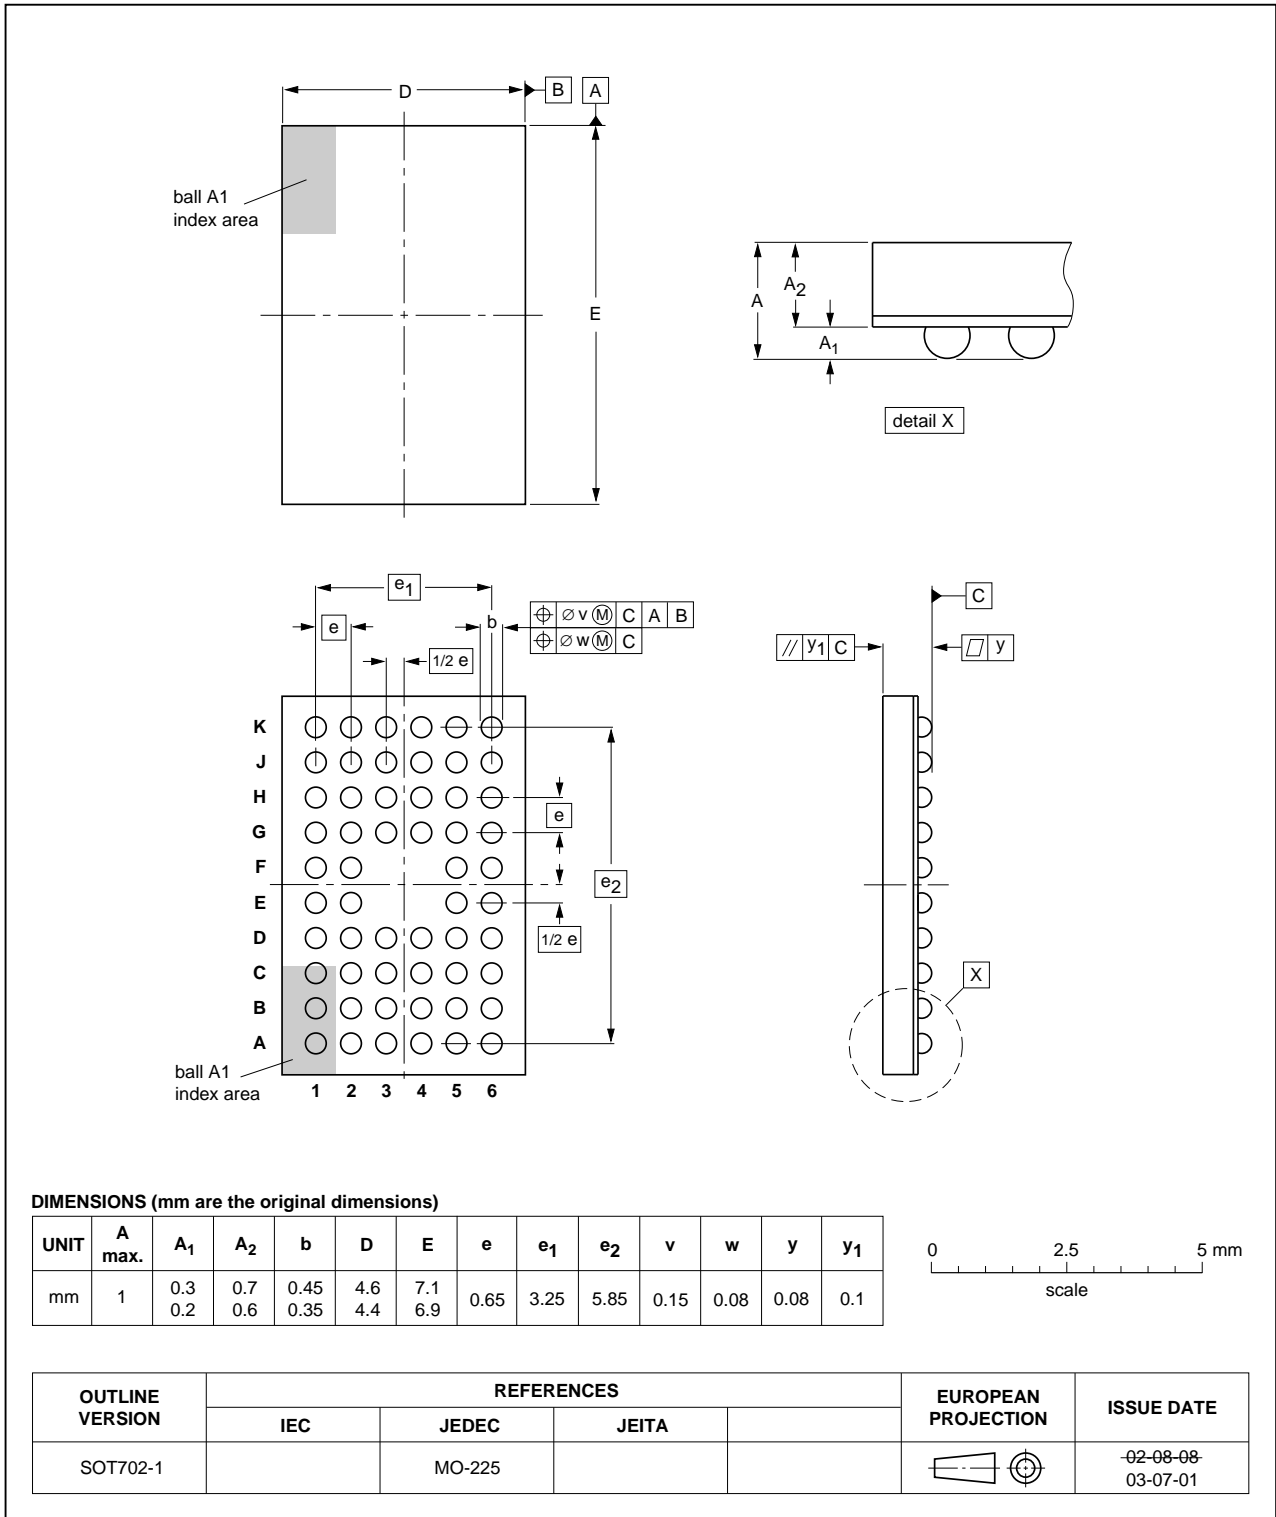 D
B
A
ball A1
index area
E
A
A2
A1
detail X
e1
e
b
⌖ ⌀ v Ⓜ C A B
⌖ ⌀ w Ⓜ C
1/2 e
C
// y1 C
⏥ y
K
J
H
G
F
E
D
C
B
A
e
e2
1/2 e
X
ball A1
index area
1 2 3 4 5 6
DIMENSIONS (mm are the original dimensions)
UNIT A max. A1 A2 b D E e e1 e2 v w y y1
mm 1 0.3 0.7 0.45 4.6 7.1 0.65 3.25 5.85 0.15 0.08 0.08 0.1
0.2 0.6 0.35 4.4 6.9
0 2.5 5 mm
scale
OUTLINE VERSION REFERENCES EUROPEAN PROJECTION ISSUE DATE
IEC JEDEC JEITA
SOT702-1 MO-225 02-08-08
03-07-01